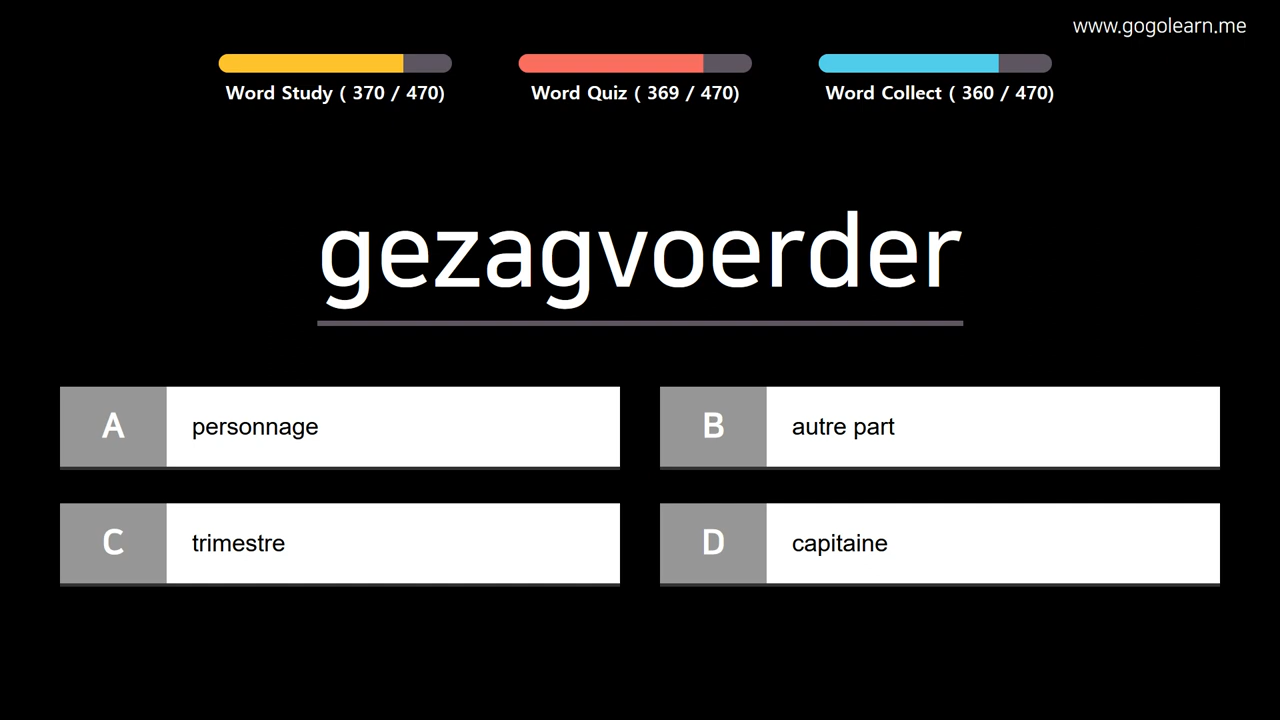 www.gogolearn.me
Word Study ( 370 / 470)
Word Quiz ( 369 / 470)
Word Collect ( 360 / 470)
gezagvoerder
A personnage
B autre part
C trimestre
D capitaine